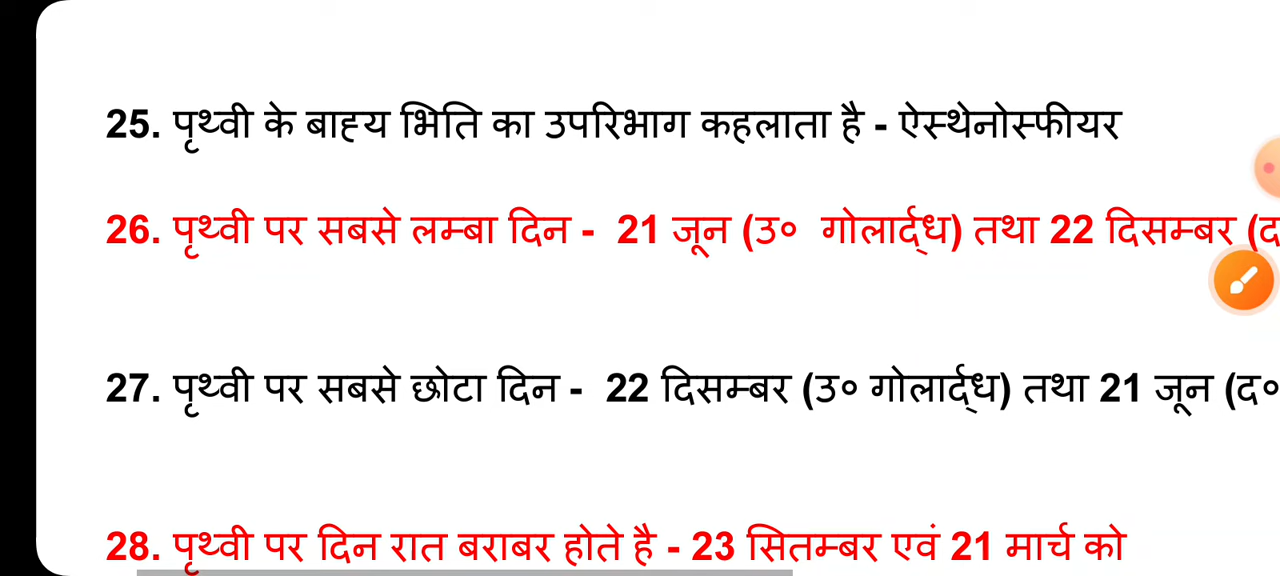 25. पृथ्वी के बाह्य भिति का उपरिभाग कहलाता है - ऐस्थेनोस्फीयर
26. पृथ्वी पर सबसे लम्बा दिन - 21 जून (उ० गोलार्द्ध) तथा 22 दिसम्बर (द
27. पृथ्वी पर सबसे छोटा दिन - 22 दिसम्बर (उ० गोलार्द्ध) तथा 21 जून (द०
28. पृथ्वी पर दिन रात बराबर होते है - 23 सितम्बर एवं 21 मार्च को